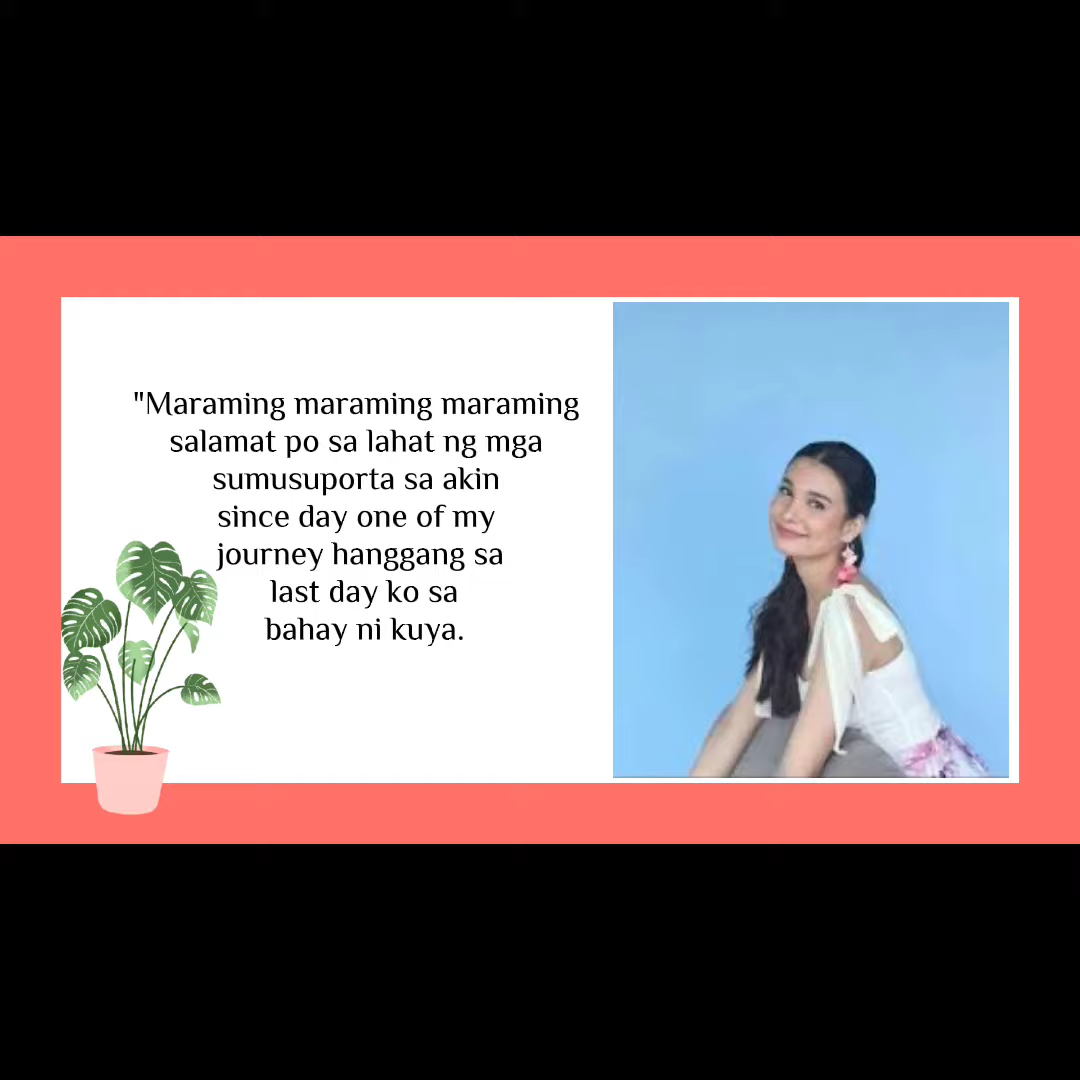 "Maraming maraming maraming
salamat po sa lahat ng mga
sumusuporta sa akin
since day one of my
journey hanggang sa
last day ko sa
bahay ni kuya.